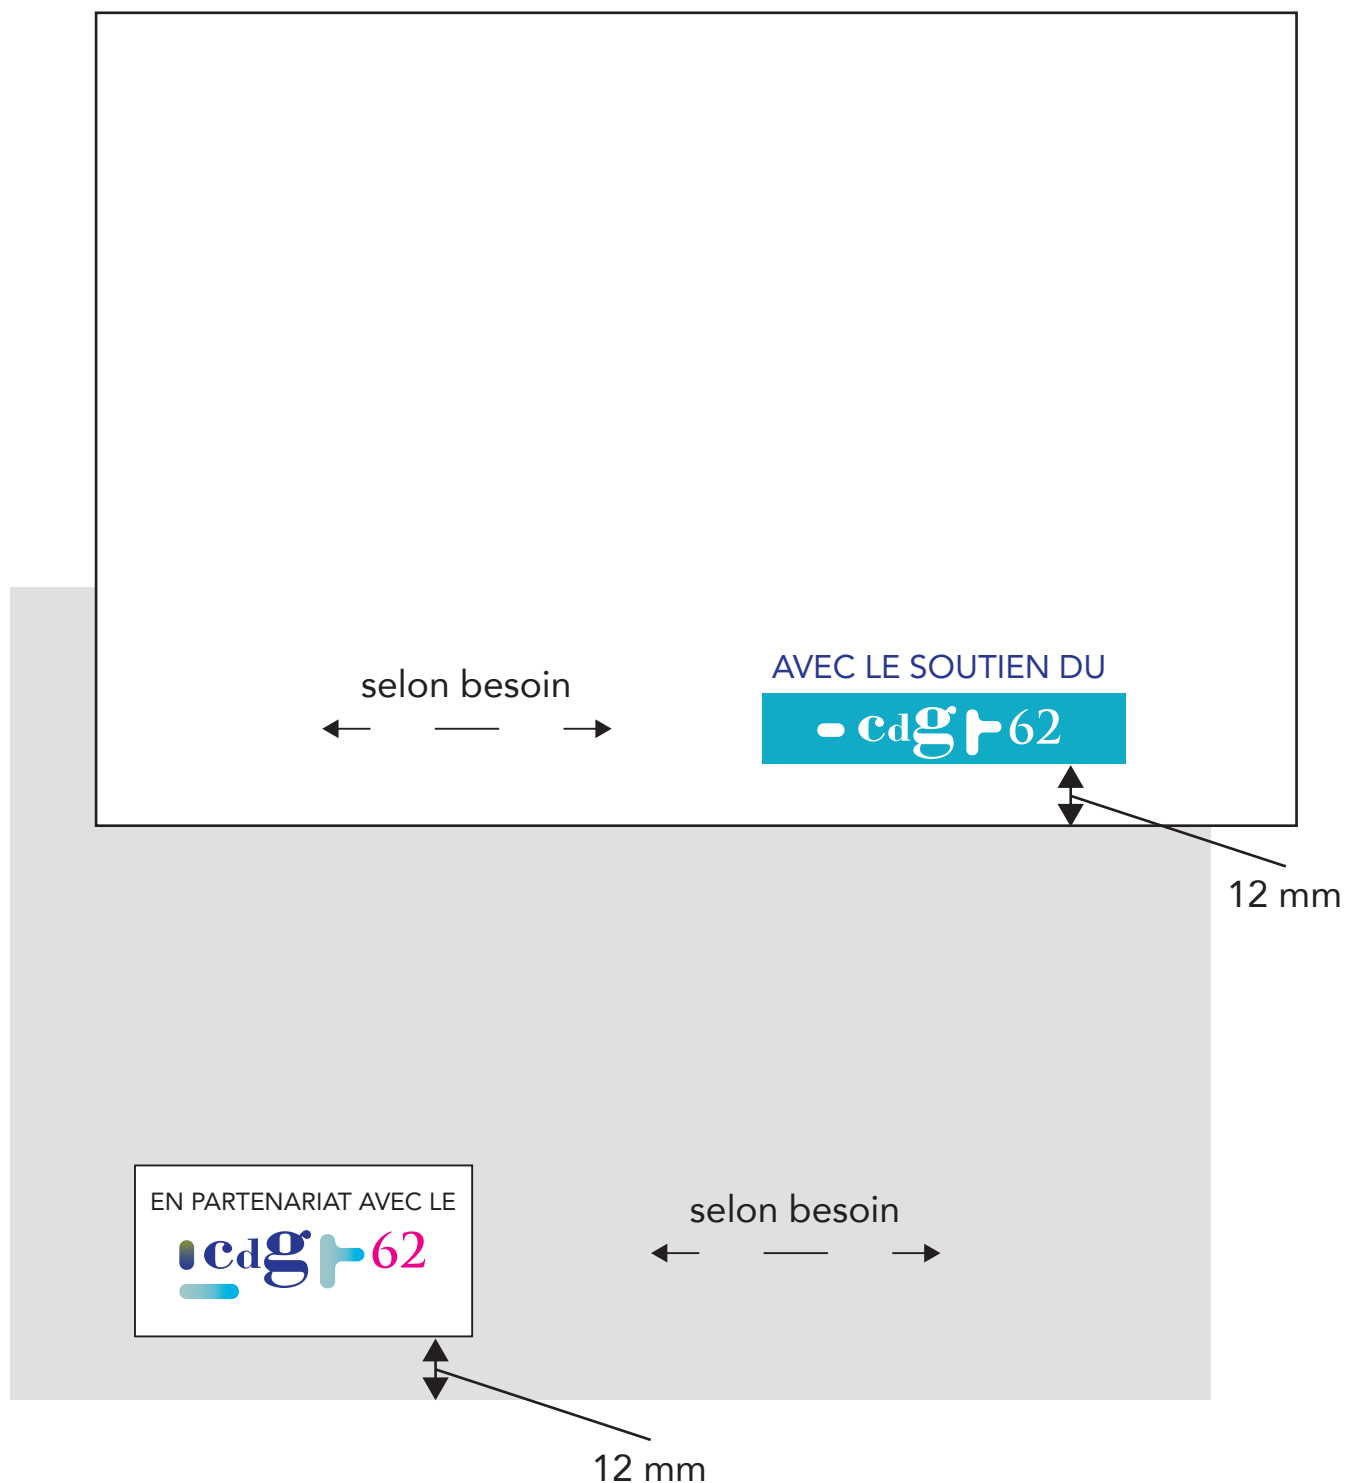 selon besoin
AVEC LE SOUTIEN DU
cdg 62
12 mm
EN PARTENARIAT AVEC LE
cdg 62
selon besoin
12 mm